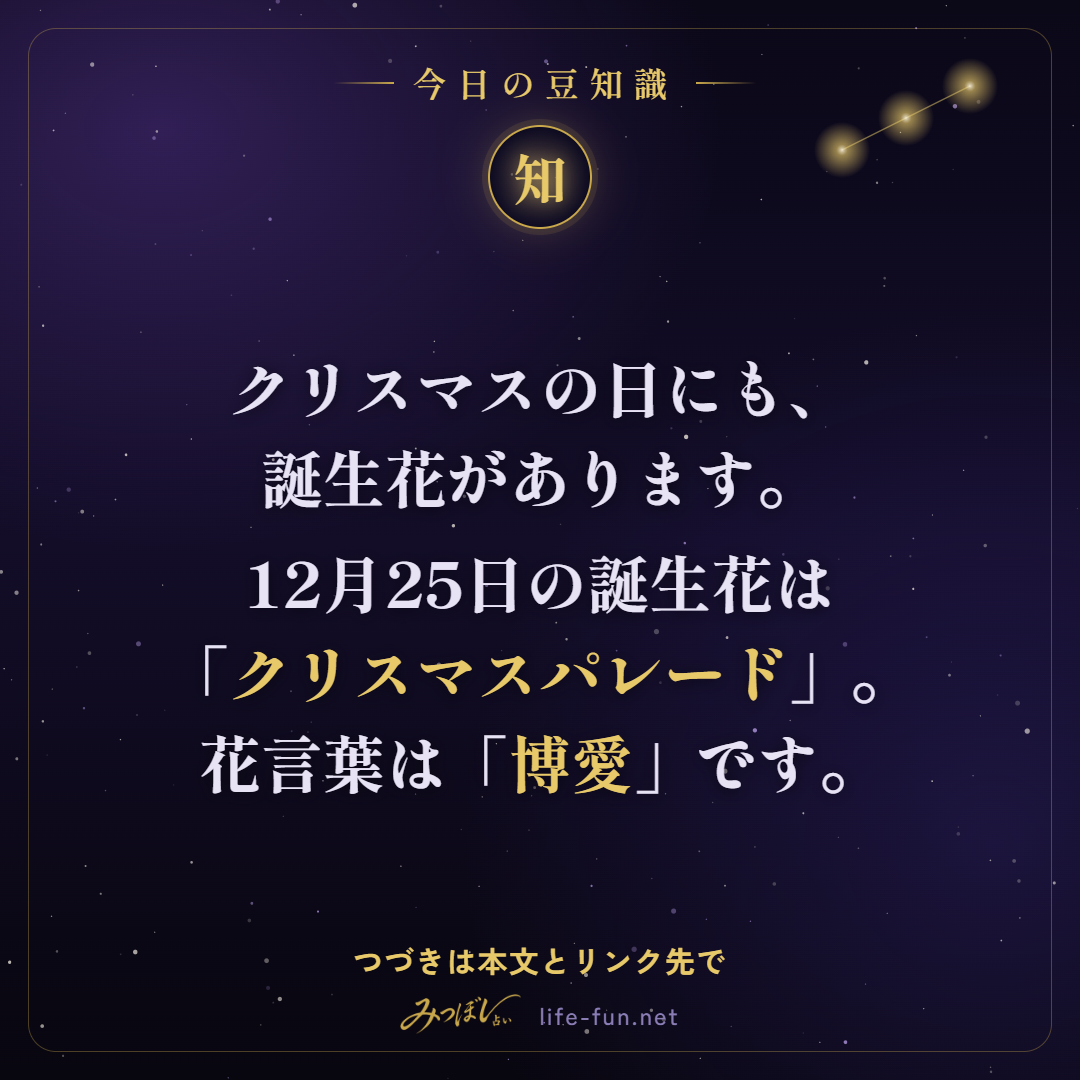 今日の豆知識
知
クリスマスの日にも、
誕生花があります。
12月25日の誕生花は
「クリスマスパレード」。
花言葉は「博愛」です。
つづきは本文とリンク先で
みつぼし占い life-fun.net